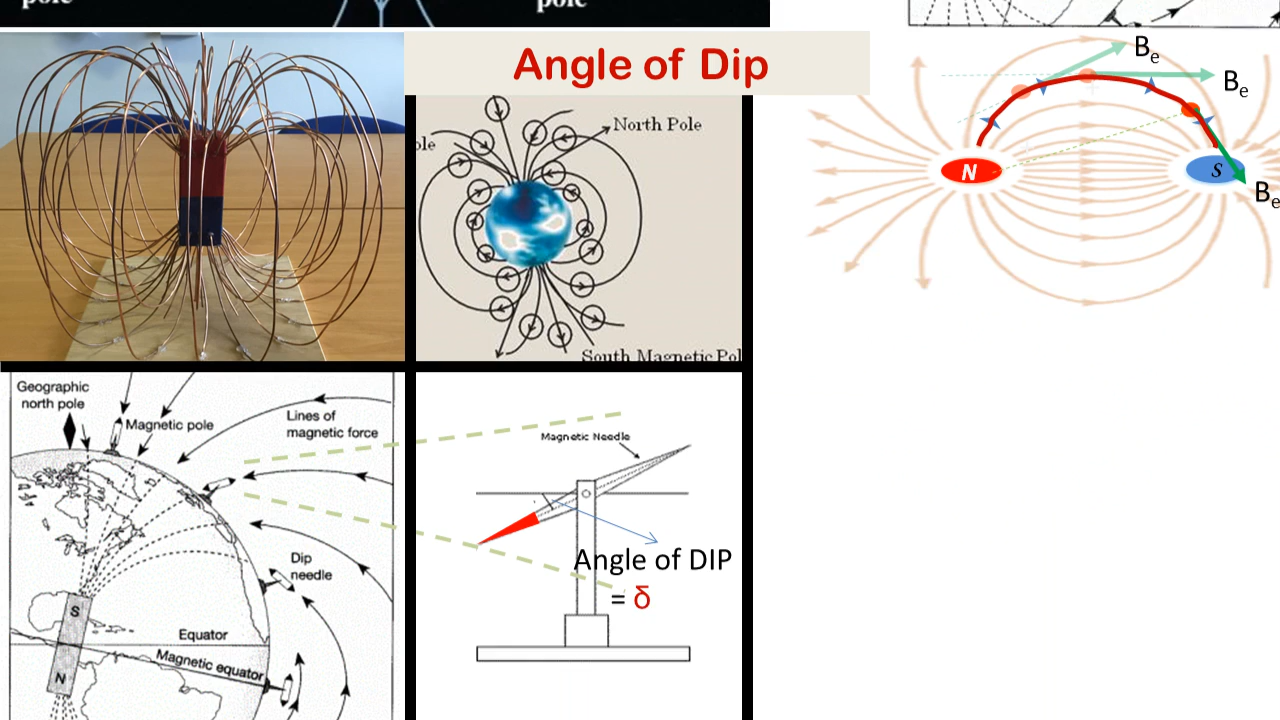 pole
pole
Angle of Dip
North Pole
ole
South Magnetic Pol
Be
Be
N
S
Be
Geographic
north pole
Magnetic pole
Lines of
magnetic force
Dip
needle
S
Equator
Magnetic equator
N
Magnetic Needle
Angle of DIP
= δ